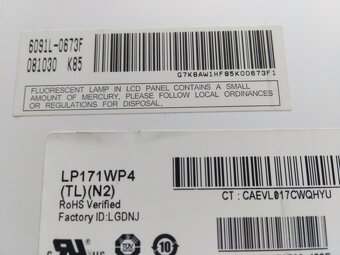 6091L-0673F
081030 K85
G7K8AW1HF85K00673F1
FLUORESCENT LAMP IN LCD PANEL CONTAINS A SMALL
AMOUNT OF MERCURY, PLEASE FOLLOW LOCAL ORDINANCES
OR REGULATIONS FOR DISPOSAL.
LP171WP4
(TL)(N2)
RoHS Verified
Factory ID:LGDNJ
CT : CAEVL017CWQHYU
10